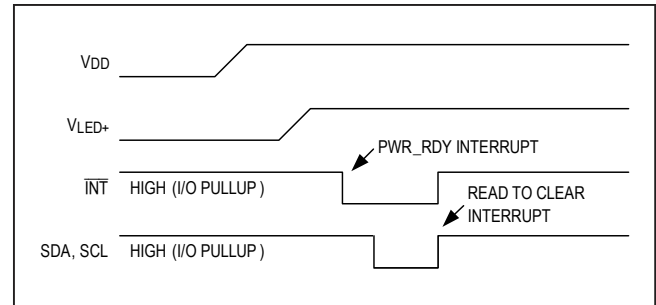 VDD
VLED+
PWR_RDY INTERRUPT
INT HIGH (I/O PULLUP)
READ TO CLEAR
INTERRUPT
SDA, SCL HIGH (I/O PULLUP)